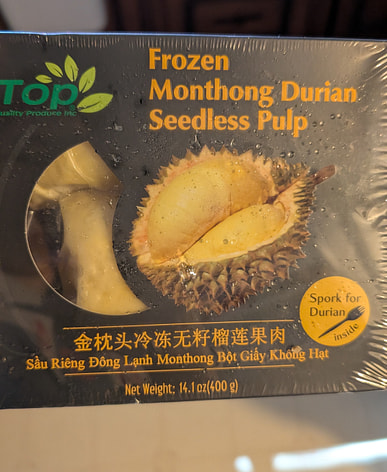 Frozen
Monthong Durian
Seedless Pulp
Top
uality Produce Inc
Spork for
Durian
inside
金枕头冷冻无籽榴莲果肉
Sầu Riêng Đông Lạnh Monthong Bột Giấy Không Hạt
Net Weight: 14.1 oz(400 g)